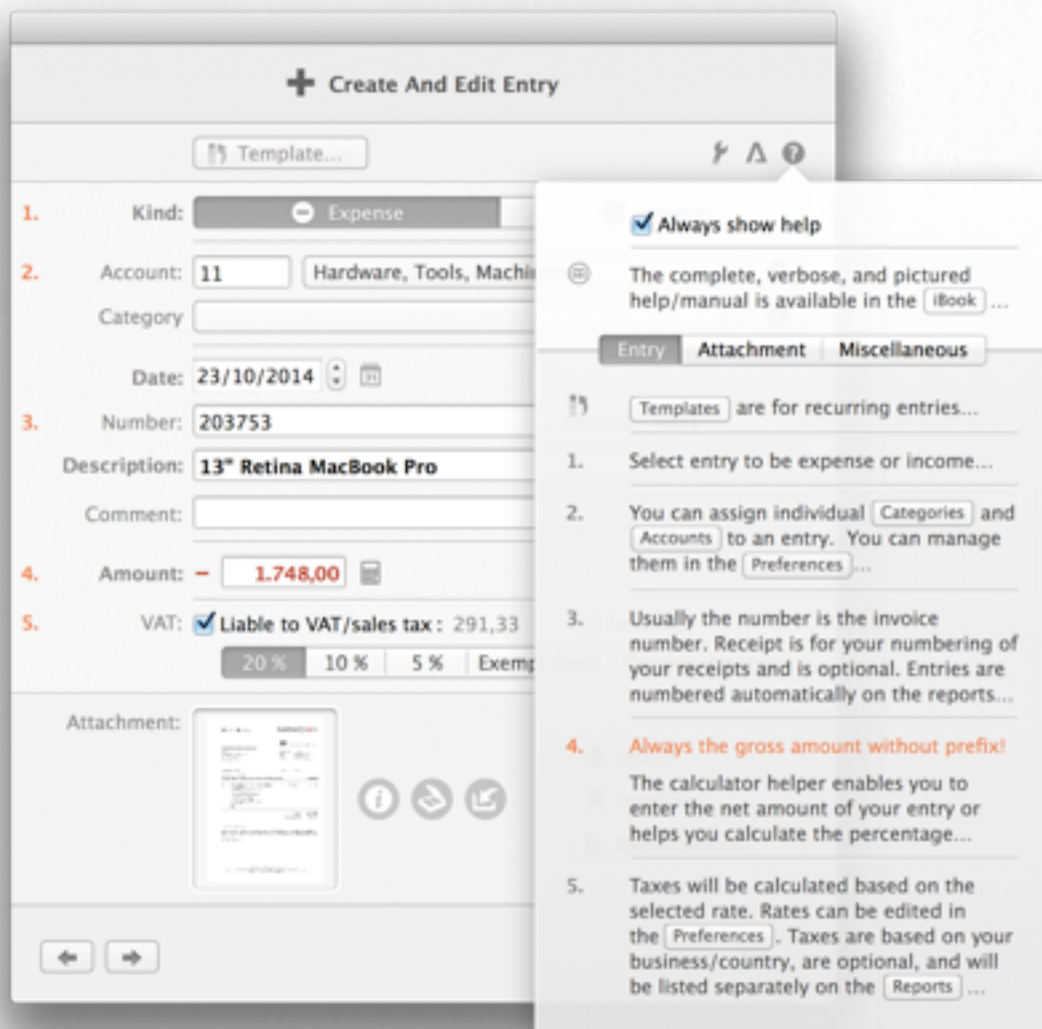 Create And Edit Entry
Template...
1. Kind: Expense
2. Account: 11 Hardware, Tools, Machin
Category
Date: 23/10/2014
3. Number: 203753
Description: 13" Retina MacBook Pro
Comment:
4. Amount: – 1.748,00
5. VAT: Liable to VAT/sales tax : 291,33
20 % 10 % 5 % Exemp
Attachment:
Always show help
The complete, verbose, and pictured
help/manual is available in the iBook ...
Entry Attachment Miscellaneous
Templates are for recurring entries...
1. Select entry to be expense or income...
2. You can assign individual Categories and
Accounts to an entry. You can manage
them in the Preferences ...
3. Usually the number is the invoice
number. Receipt is for your numbering of
your receipts and is optional. Entries are
numbered automatically on the reports...
4. Always the gross amount without prefix!
The calculator helper enables you to
enter the net amount of your entry or
helps you calculate the percentage...
5. Taxes will be calculated based on the
selected rate. Rates can be edited in
the Preferences . Taxes are based on your
business/country, are optional, and will
be listed separately on the Reports ...